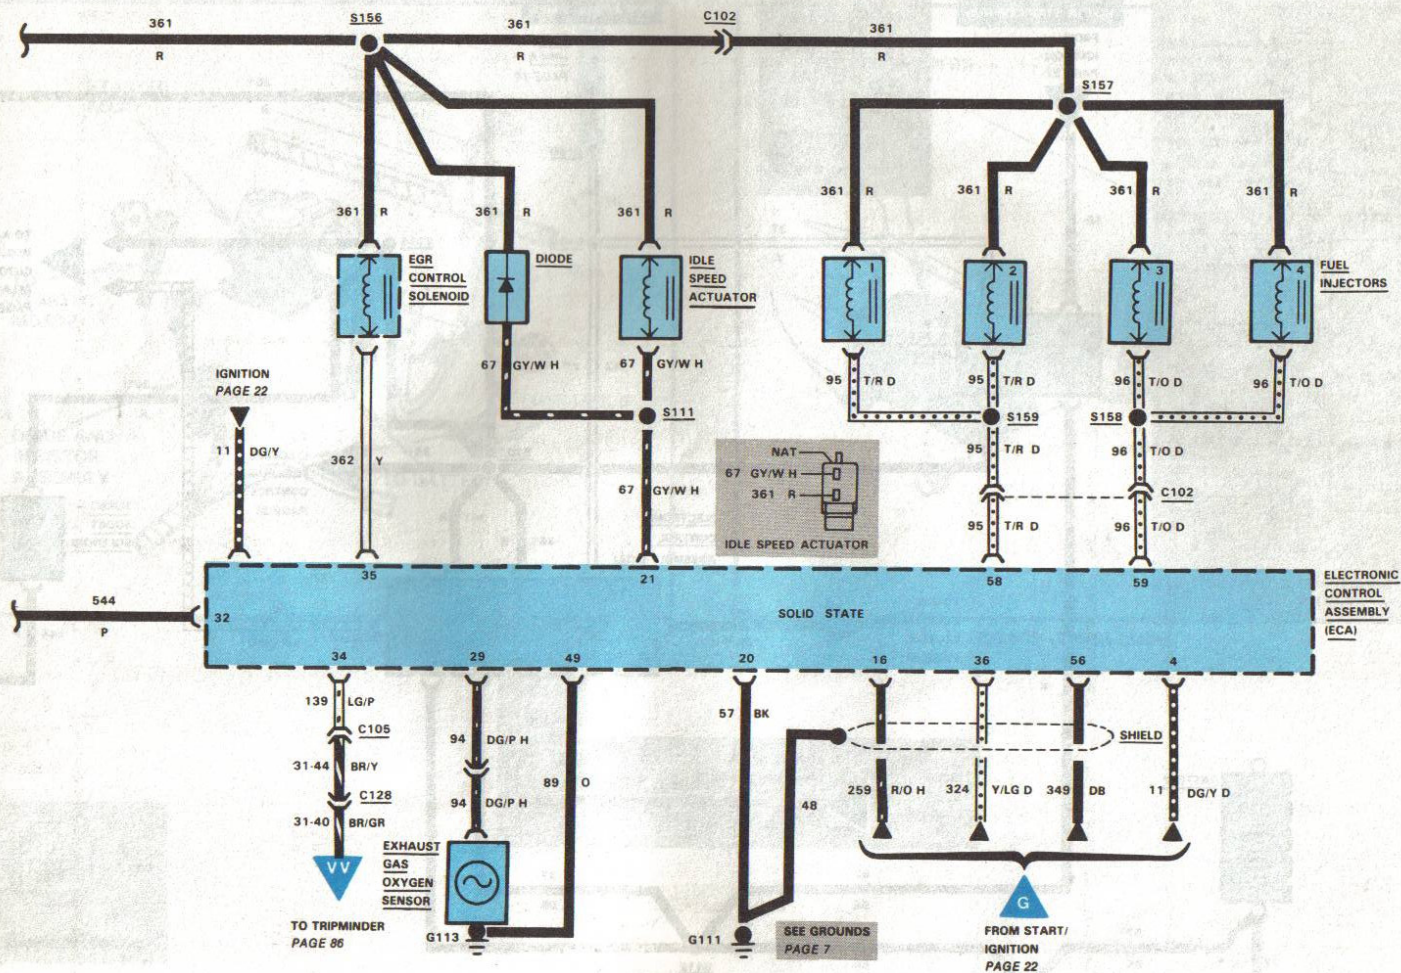 361
R
S156
361
R
C102
361
R
S157
361 R
361 R
361 R
361 R
361 R
361 R
361 R
EGR
CONTROL
SOLENOID
DIODE
IDLE
SPEED
ACTUATOR
1
2
3
4
FUEL
INJECTORS
67 GY/W H
67 GY/W H
95 T/R D
95 T/R D
96 T/O D
96 T/O D
IGNITION
PAGE 22
S111
S159
S158
11 DG/Y
362 Y
67 GY/W H
95 T/R D
96 T/O D
C102
95 T/R D
96 T/O D
NAT
67 GY/W H
361 R
IDLE SPEED ACTUATOR
35
21
58
59
544
P
32
SOLID STATE
ELECTRONIC
CONTROL
ASSEMBLY
(ECA)
34
29
49
20
16
36
56
4
139 LG/P
C105
31-44 BR/Y
C128
31-40 BR/GR
VV
TO TRIPMINDER
PAGE 86
94 DG/P H
94 DG/P H
EXHAUST
GAS
OXYGEN
SENSOR
G113
89 O
57 BK
48
G111
SEE GROUNDS
PAGE 7
SHIELD
259 R/O H
324 Y/LG D
349 DB
11 DG/Y D
G
FROM START/
IGNITION
PAGE 22